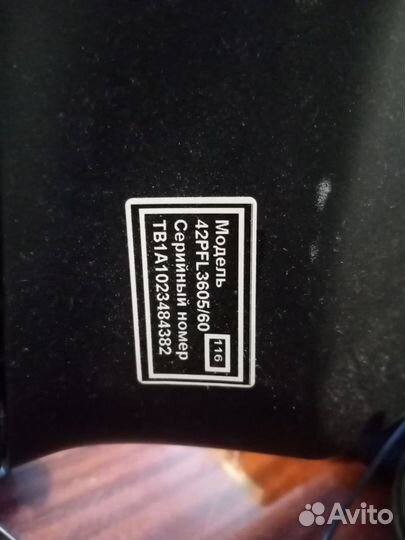 Модель
42PFL3605/60
116
Серийный номер
TB1A1023484382
Avito